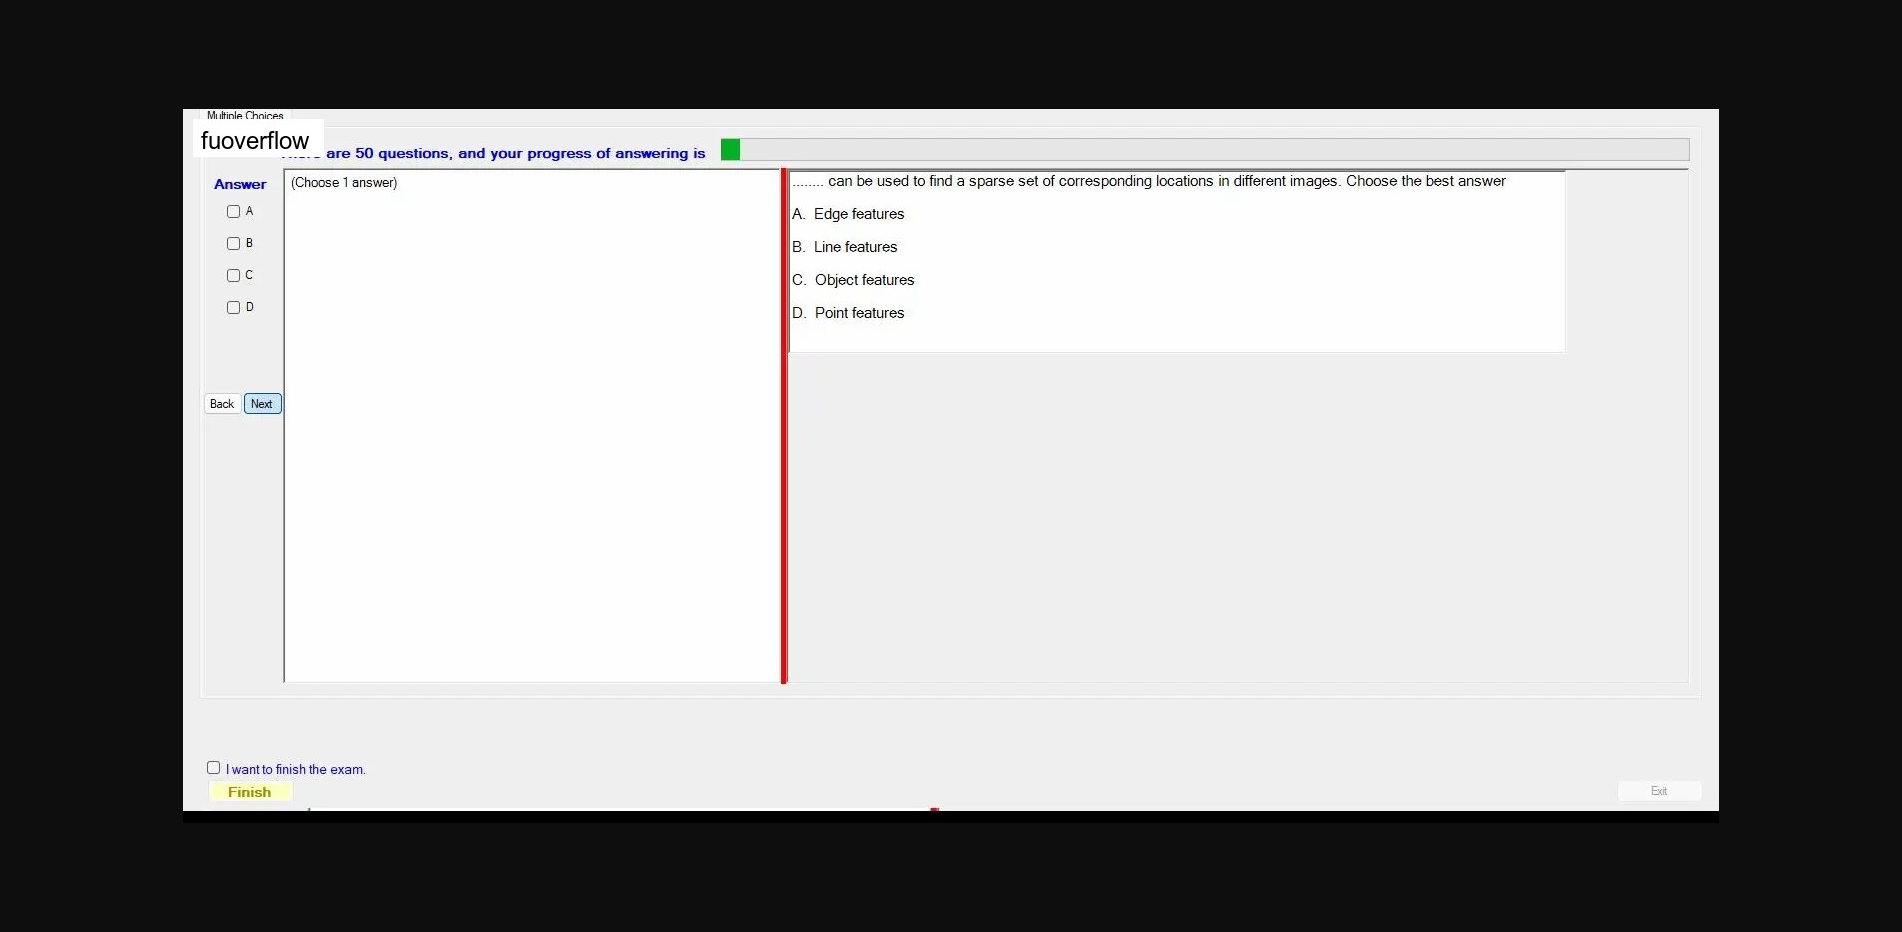 Multiple Choices
fuoverflow
are 50 questions, and your progress of answering is
Answer
(Choose 1 answer)
A
B
C
D
Back
Next
........ can be used to find a sparse set of corresponding locations in different images. Choose the best answer
A. Edge features
B. Line features
C. Object features
D. Point features
I want to finish the exam.
Finish
Exit